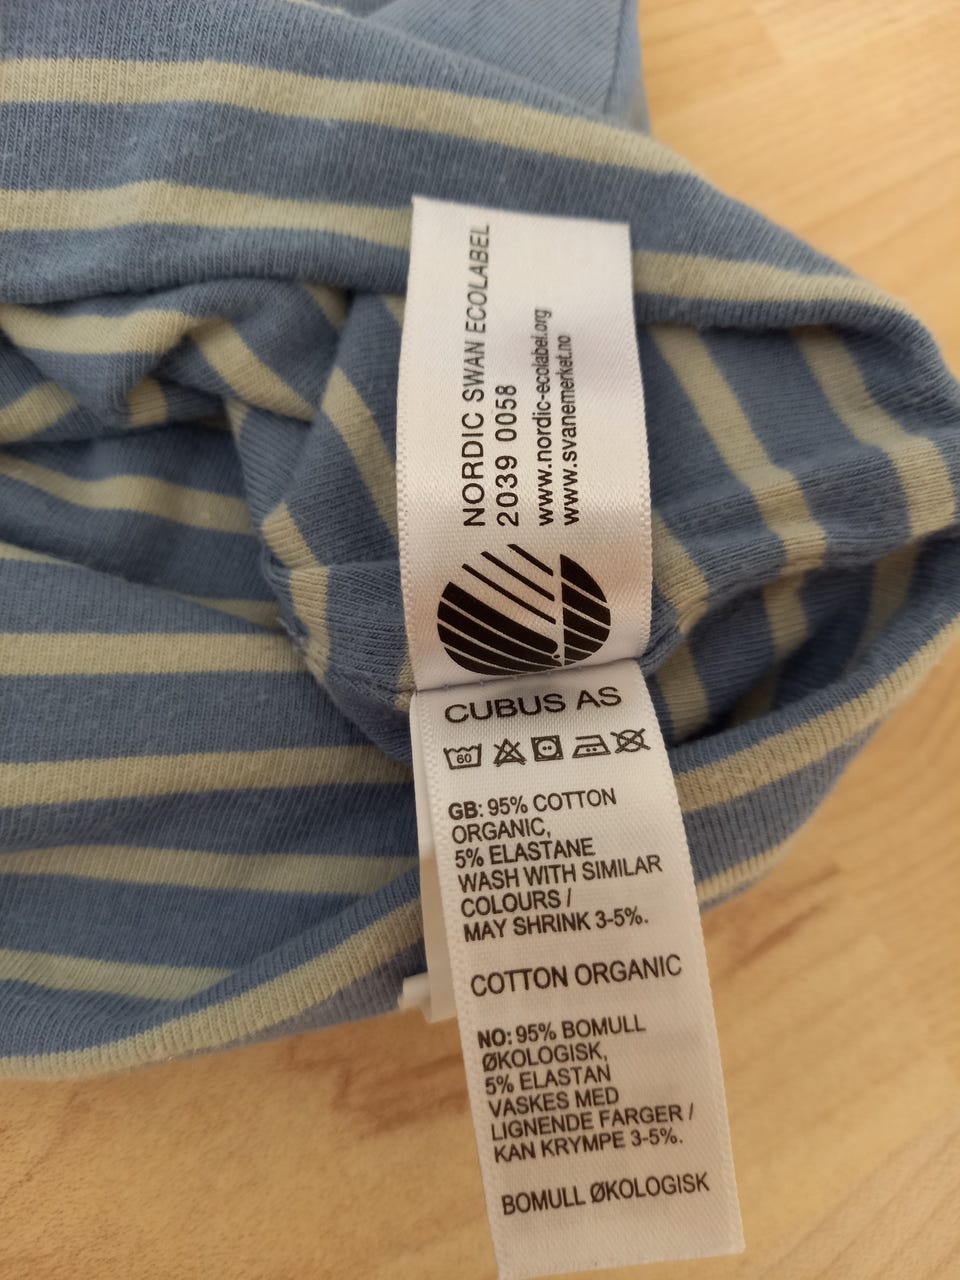 NORDIC SWAN ECOLABEL
2039 0058
www.nordic-ecolabel.org
www.svanemerket.no
CUBUS AS
60
GB: 95% COTTON
ORGANIC,
5% ELASTANE
WASH WITH SIMILAR
COLOURS /
MAY SHRINK 3-5%.
COTTON ORGANIC
NO: 95% BOMULL
ØKOLOGISK,
5% ELASTAN
VASKES MED
LIGNENDE FARGER /
KAN KRYMPE 3-5%.
BOMULL ØKOLOGISK